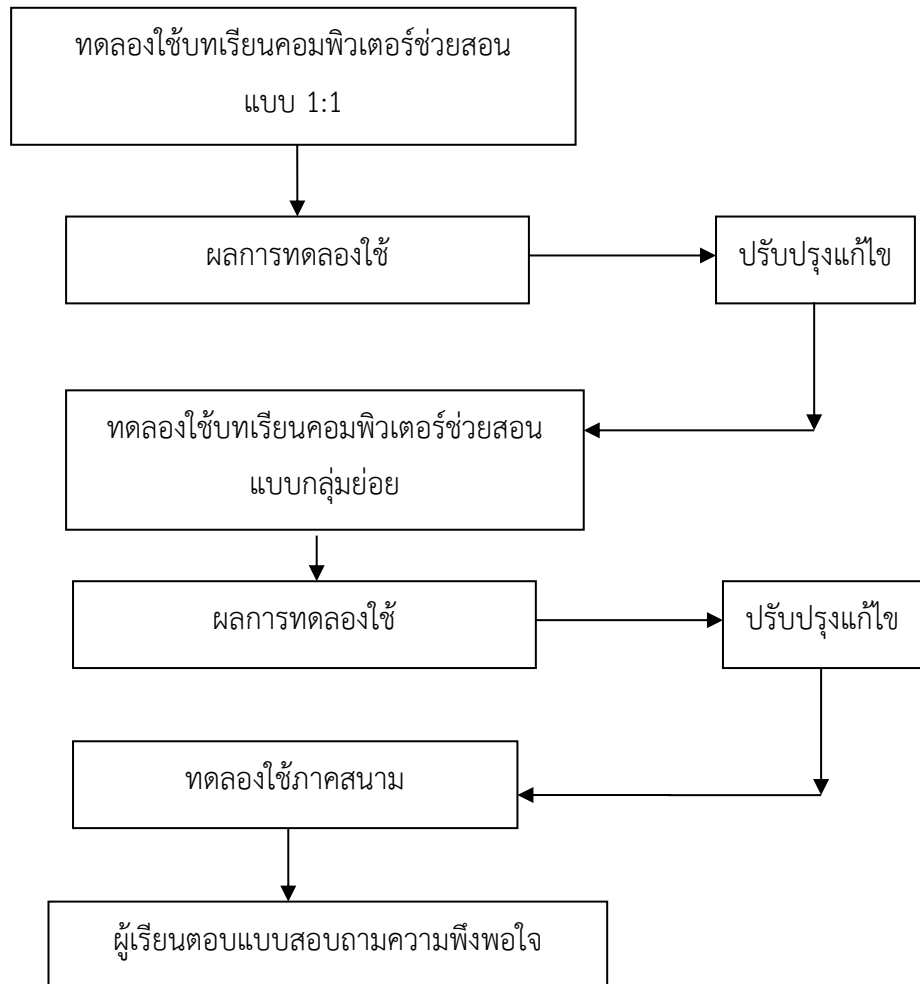 ทดลองใช้บทเรียนคอมพิวเตอร์ช่วยสอน
แบบ 1:1
ผลการทดลองใช้
ปรับปรุงแก้ไข
ทดลองใช้บทเรียนคอมพิวเตอร์ช่วยสอน
แบบกลุ่มย่อย
ผลการทดลองใช้
ปรับปรุงแก้ไข
ทดลองใช้ภาคสนาม
ผู้เรียนตอบแบบสอบถามความพึงพอใจ